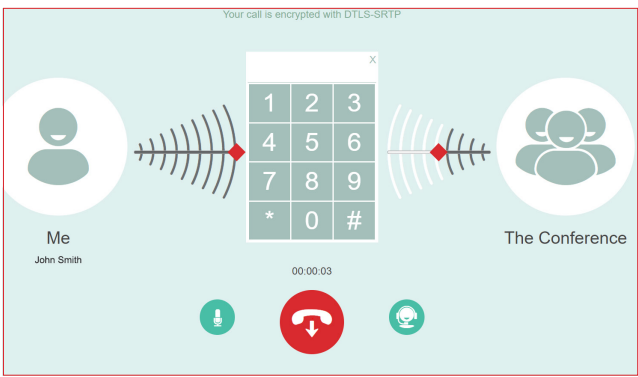 Your call is encrypted with DTLS-SRTP
X
1 2 3
4 5 6
7 8 9
* 0 #
Me
John Smith
The Conference
00:00:03